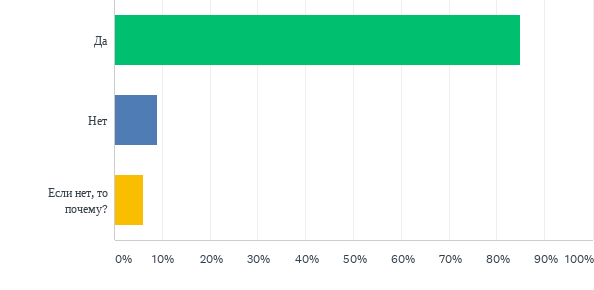 Да
Нет
Если нет, то
почему?
0% 10% 20% 30% 40% 50% 60% 70% 80% 90% 100%